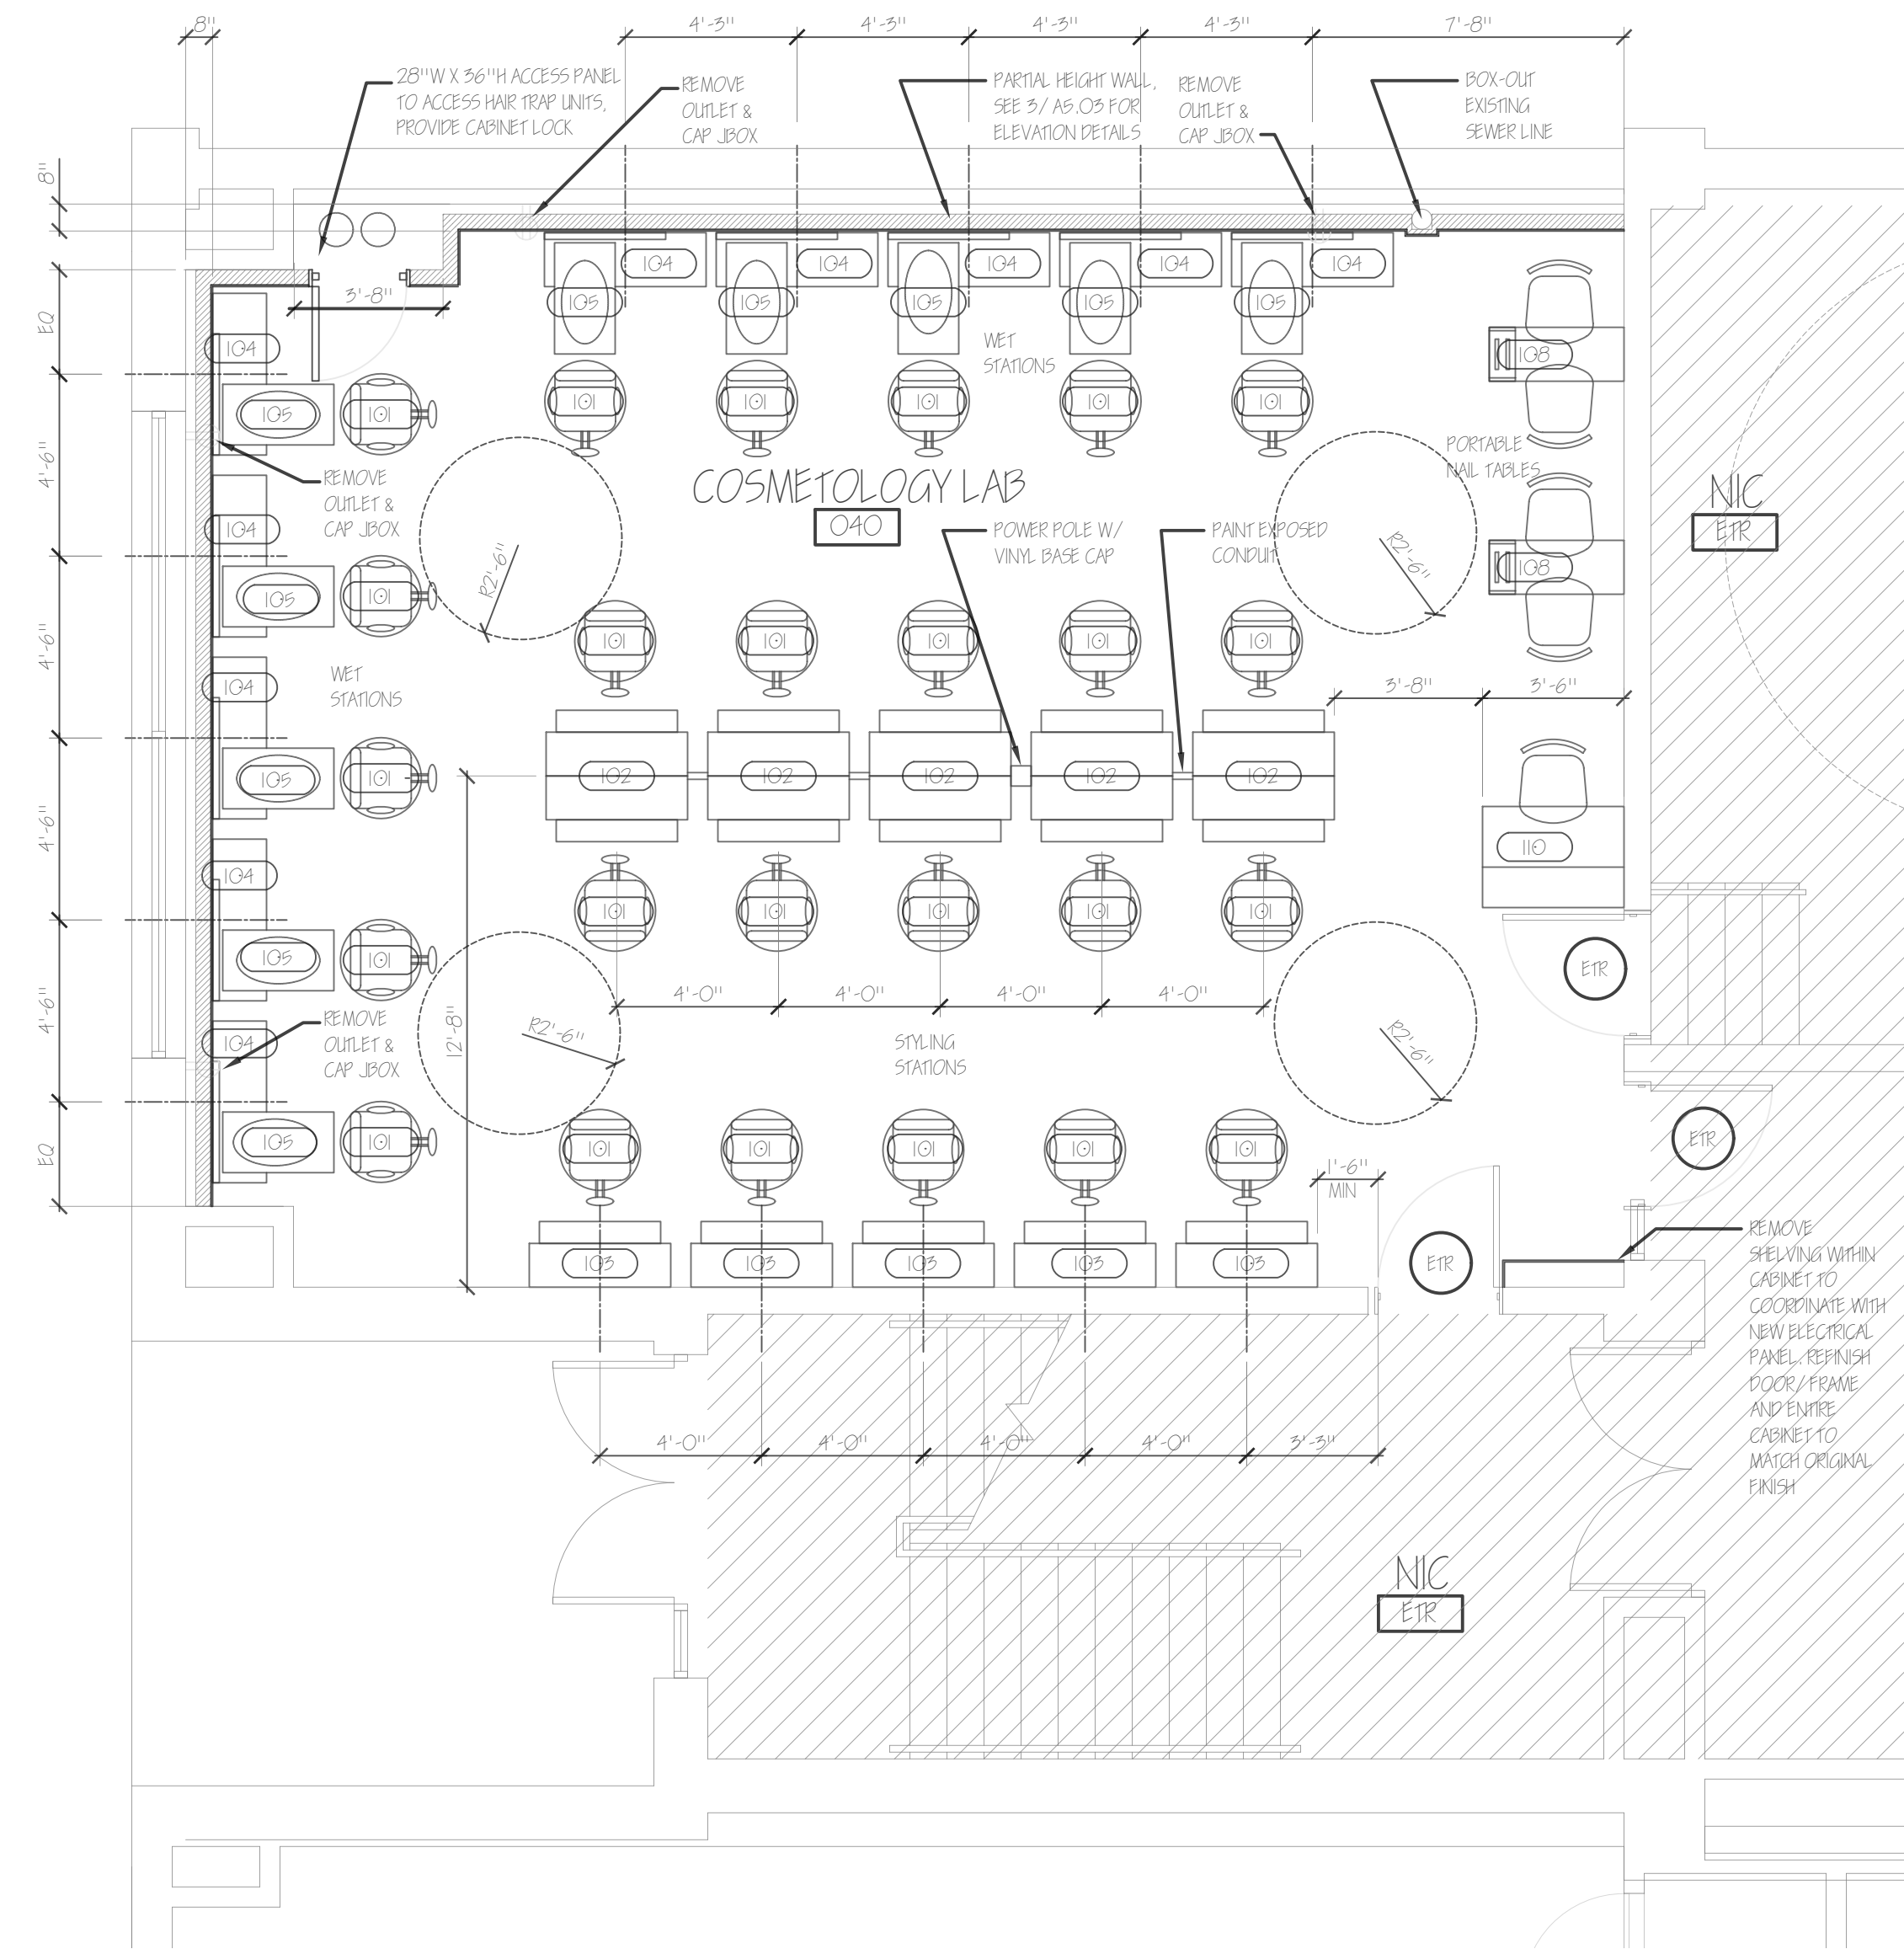 8"
4'-3"
4'-3"
4'-3"
4'-3"
7'-8"
28"W X 36"H ACCESS PANEL
TO ACCESS HAIR TRAP UNITS,
PROVIDE CABINET LOCK
REMOVE
OUTLET &
CAP JBOX
PARTIAL HEIGHT WALL,
SEE 3/ A5.03 FOR
ELEVATION DETAILS
REMOVE
OUTLET &
CAP JBOX
BOX-OUT
EXISTING
SEWER LINE
8"
EQ
4'-6"
4'-6"
4'-6"
4'-6"
EQ
3'-8"
104
104
104
104
104
105
105
105
105
105
WET
STATIONS
101
101
101
101
101
108
PORTABLE
NAIL TABLES
108
104
105
101
REMOVE
OUTLET &
CAP JBOX
104
105
101
WET
STATIONS
104
105
101
104
105
101
REMOVE
OUTLET &
CAP JBOX
104
105
101
COSMETOLOGY LAB
040
POWER POLE W/
VINYL BASE CAP
PAINT EXPOSED
CONDUIT
R2'-6"
R2'-6"
NIC
ETR
101
101
101
101
101
3'-8"
3'-6"
102
102
102
102
102
110
101
101
101
101
101
ETR
4'-0"
4'-0"
4'-0"
4'-0"
12'-8"
R2'-6"
R2'-6"
STYLING
STATIONS
ETR
101
101
101
101
101
1'-6"
MIN
103
103
103
103
103
ETR
REMOVE
SHELVING WITHIN
CABINET TO
COORDINATE WITH
NEW ELECTRICAL
PANEL. REFINISH
DOOR/ FRAME
AND ENTIRE
CABINET TO
MATCH ORIGINAL
FINISH
4'-0"
4'-0"
4'-0"
4'-0"
3'-3"
NIC
ETR